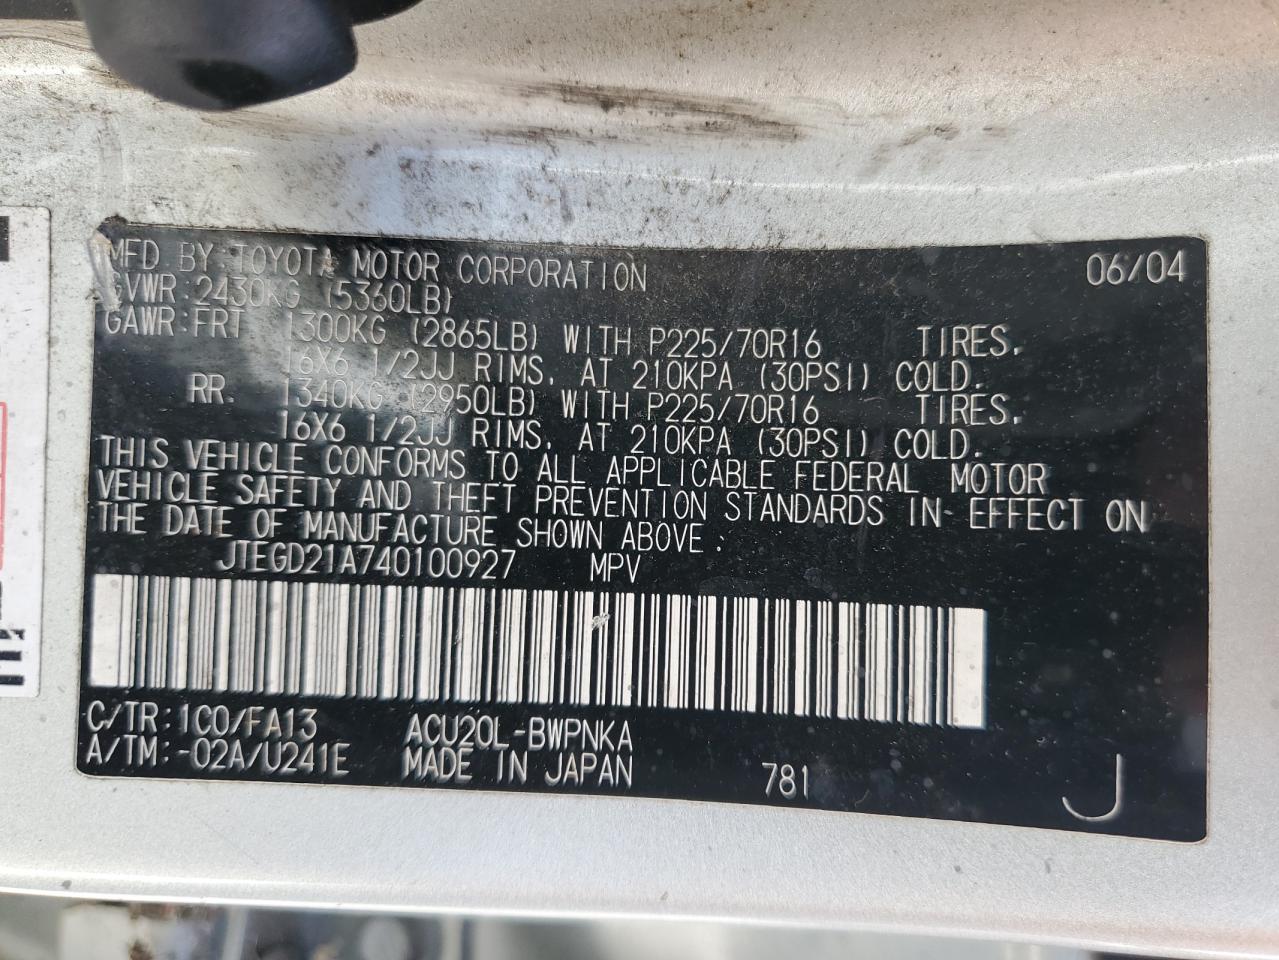 MFD. BY: TOYOTA MOTOR CORPORATION 06/04
GVWR: 2430KG (5360LB)
GAWR: FRT 1300KG (2865LB) WITH P225/70R16 TIRES.
16X6 1/2JJ RIMS, AT 210KPA (30PSI) COLD.
RR. 1340KG (2950LB) WITH P225/70R16 TIRES.
16X6 1/2JJ RIMS, AT 210KPA (30PSI) COLD.
THIS VEHICLE CONFORMS TO ALL APPLICABLE FEDERAL MOTOR
VEHICLE SAFETY AND THEFT PREVENTION STANDARDS IN EFFECT ON
THE DATE OF MANUFACTURE SHOWN ABOVE:
JTEGD21A740100927 MPV
C/TR: 1C0/FA13 ACU20L-BWPNKA
A/TM: -02A/U241E MADE IN JAPAN 781 J